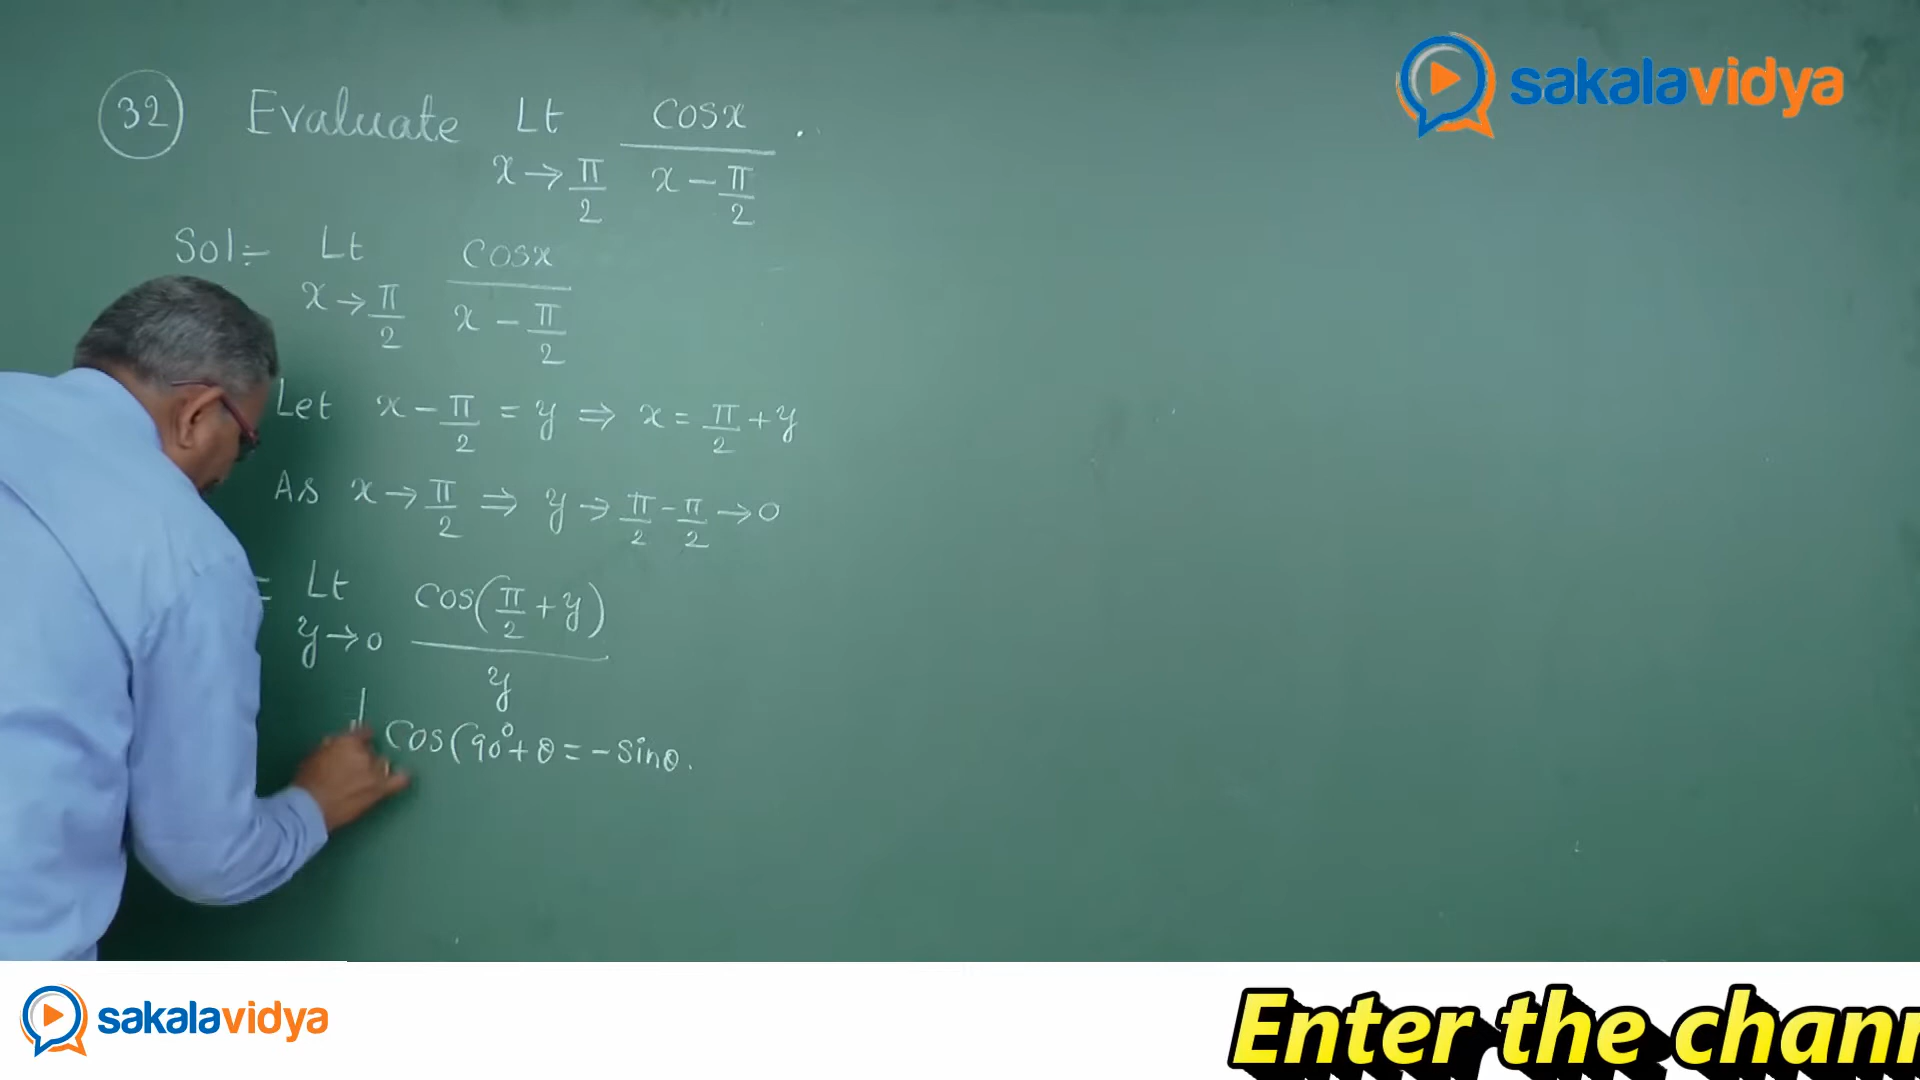 sakalavidya
32 Evaluate Lt x→π/2 cosx / x-π/2 .
Sol:- Lt x→π/2 cosx / x-π/2
Let x-π/2 = y ⇒ x = π/2 + y
As x→π/2 ⇒ y→π/2-π/2→0
= Lt y→0 cos(π/2+y) / y
cos(90°+θ = -sinθ.
sakalavidya
Enter the chann